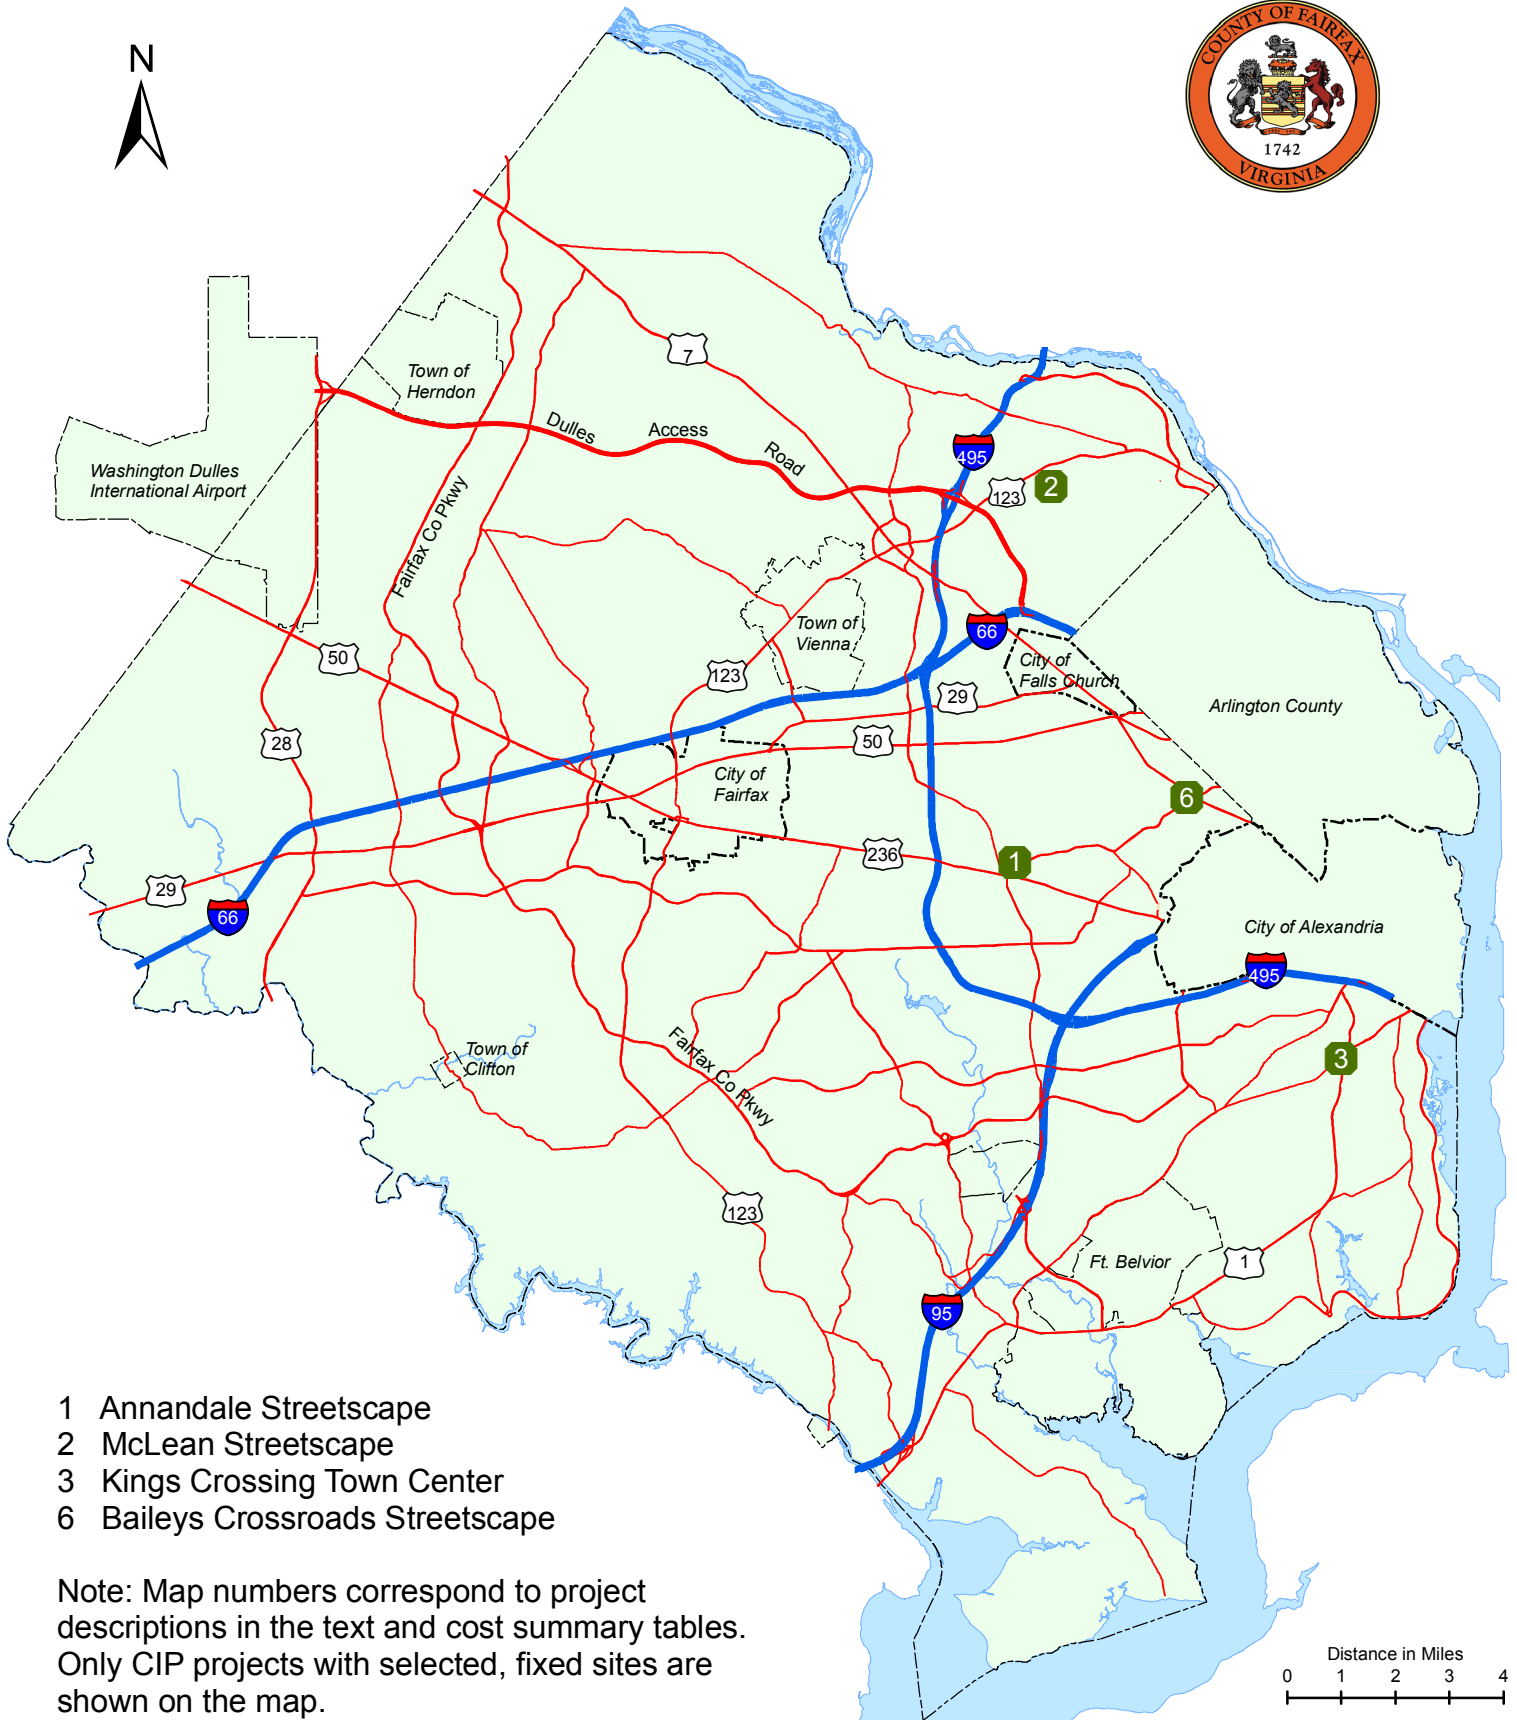 N
COUNTY OF FAIRFAX
1742
VIRGINIA
7
Town of
Herndon
Dulles Access Road
Washington Dulles
International Airport
495
123
2
Fairfax Co Pkwy
Town of
Vienna
66
50
123
City of
Falls Church
29
Arlington County
28
50
City of
Fairfax
6
236
1
29
66
City of Alexandria
495
Town of
Clifton
Fairfax Co Pkwy
3
123
Ft. Belvior
1
95
1 Annandale Streetscape
2 McLean Streetscape
3 Kings Crossing Town Center
6 Baileys Crossroads Streetscape
Note: Map numbers correspond to project
descriptions in the text and cost summary tables.
Only CIP projects with selected, fixed sites are
shown on the map.
Distance in Miles
0 1 2 3 4